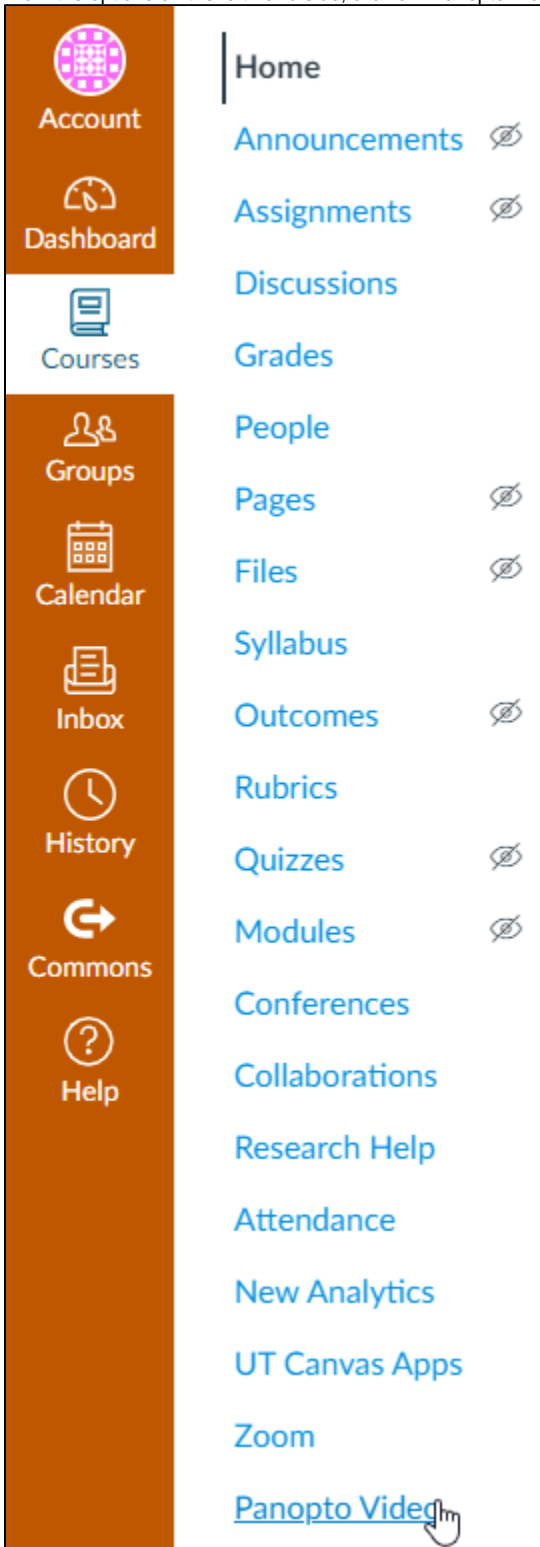 Account
Dashboard
Courses
Groups
Calendar
Inbox
History
Commons
Help
Home
Announcements
Assignments
Discussions
Grades
People
Pages
Files
Syllabus
Outcomes
Rubrics
Quizzes
Modules
Conferences
Collaborations
Research Help
Attendance
New Analytics
UT Canvas Apps
Zoom
Panopto Video